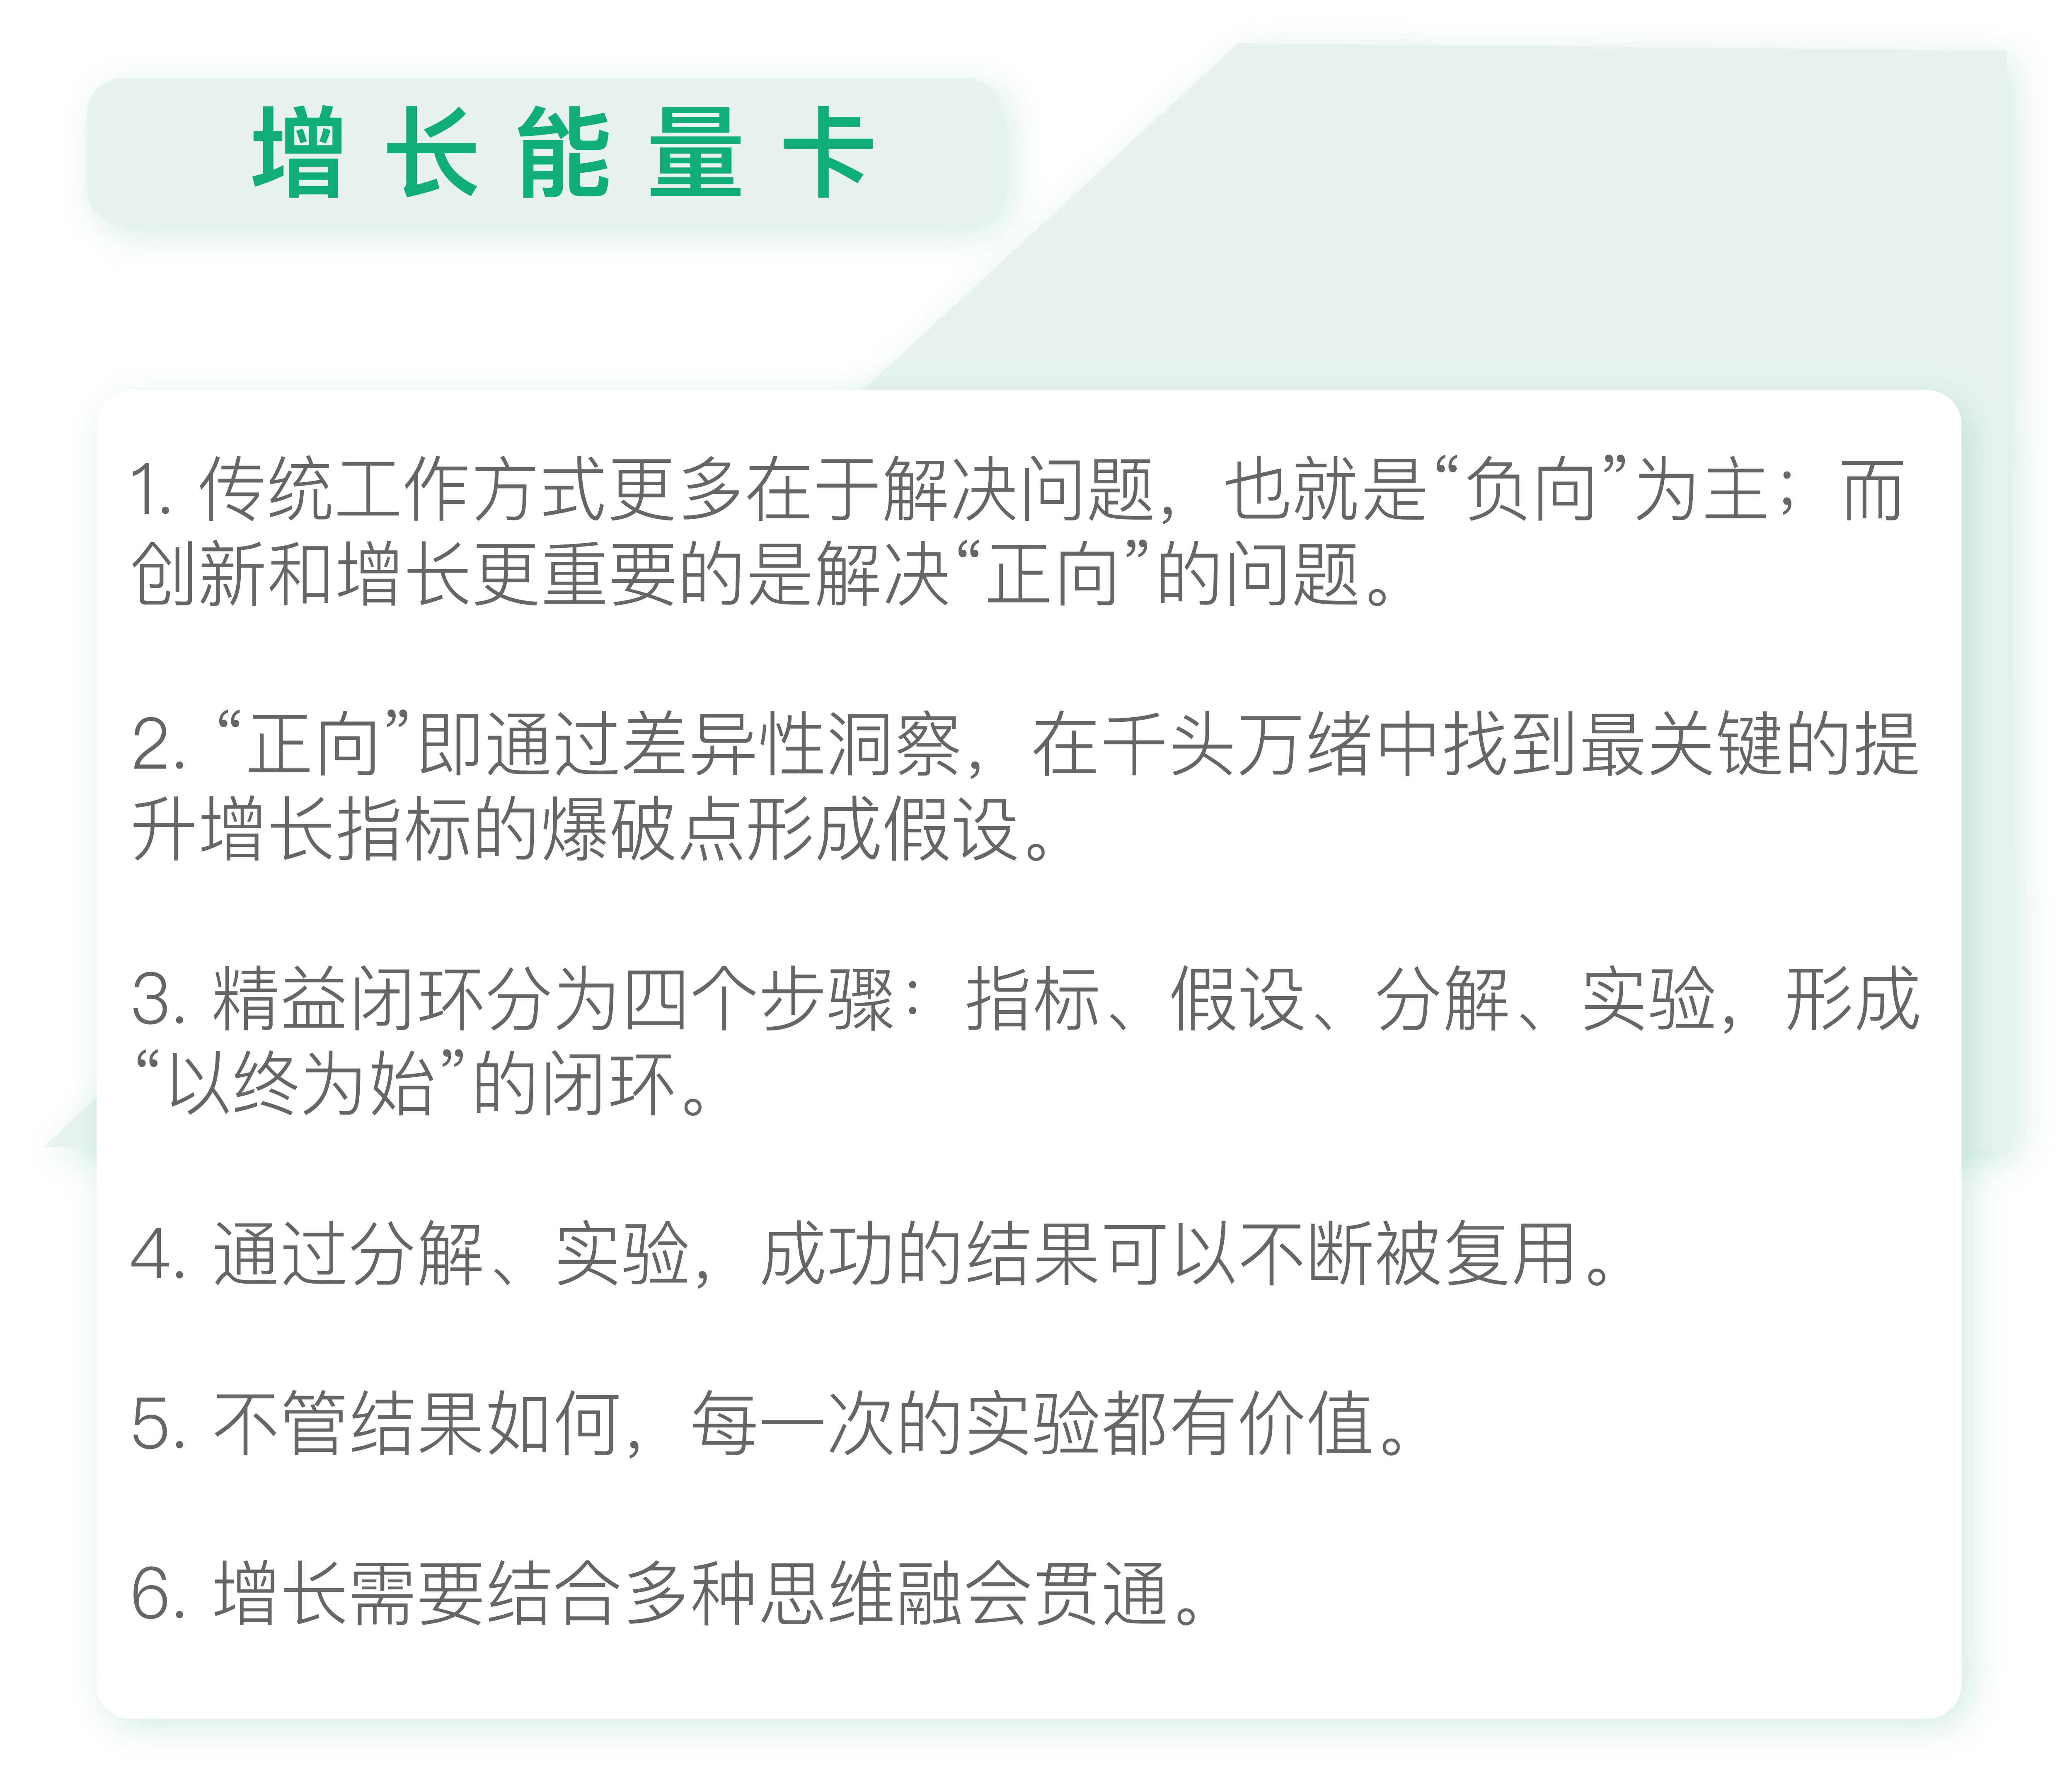 增长能量卡
1. 传统工作方式更多在于解决问题，也就是“负向”为主；而
创新和增长更重要的是解决“正向”的问题。
2. “正向”即通过差异性洞察，在千头万绪中找到最关键的提
升增长指标的爆破点形成假设。
3. 精益闭环分为四个步骤：指标、假设、分解、实验，形成
“以终为始”的闭环。
4. 通过分解、实验，成功的结果可以不断被复用。
5. 不管结果如何，每一次的实验都有价值。
6. 增长需要结合多种思维融会贯通。